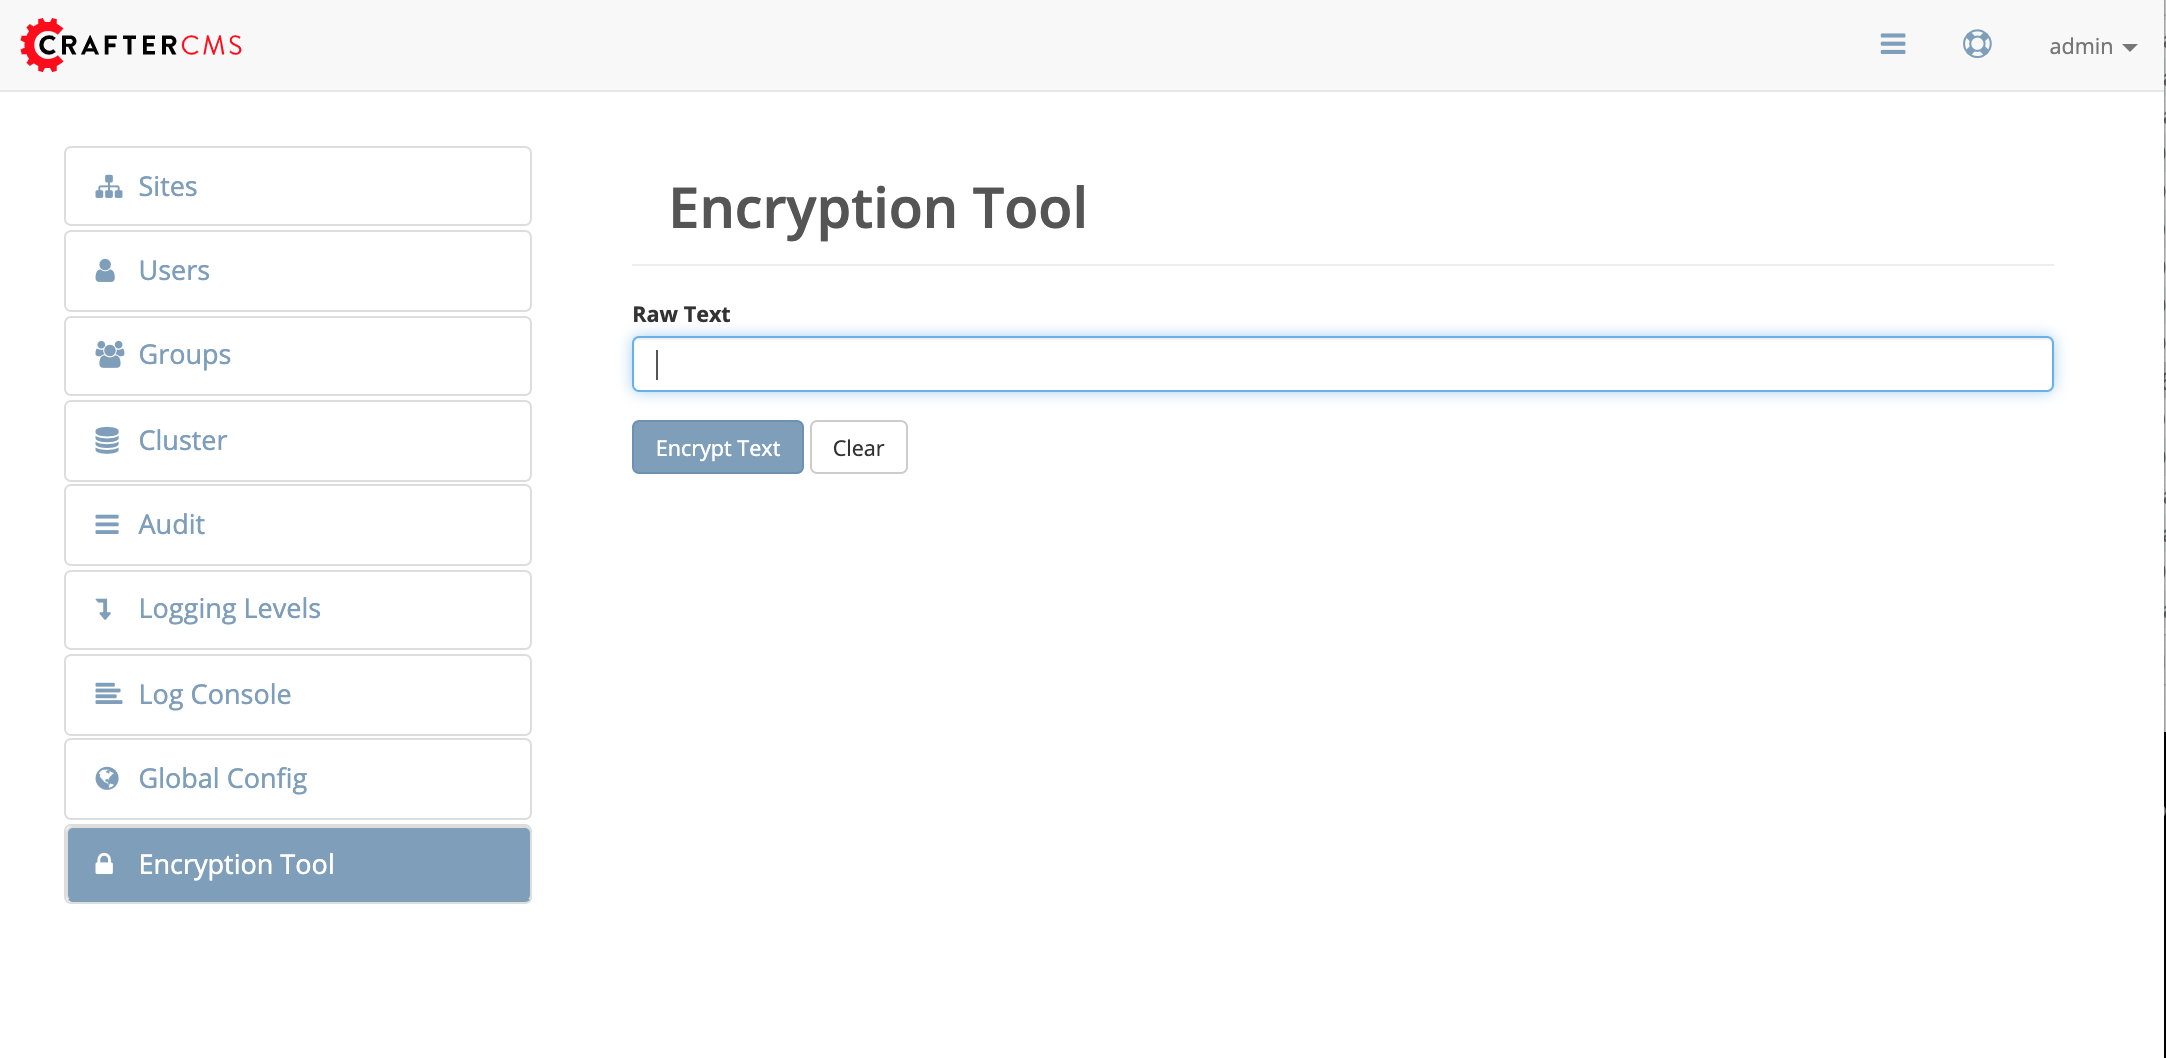 CRAFTERCMS
admin
Sites
Users
Groups
Cluster
Audit
Logging Levels
Log Console
Global Config
Encryption Tool
Encryption Tool
Raw Text
Encrypt Text
Clear